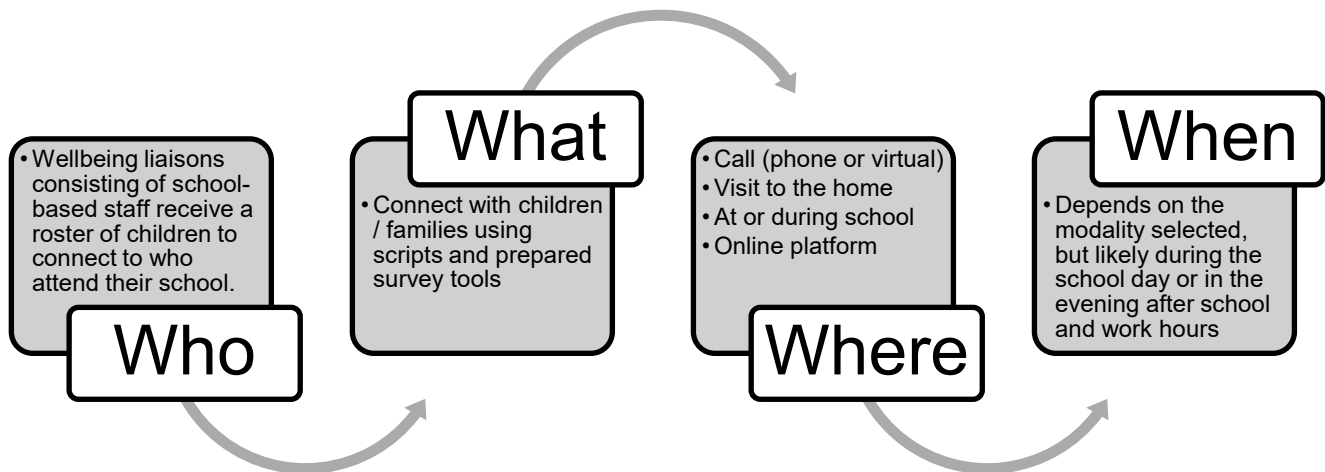 • Wellbeing liaisons
consisting of school-
based staff receive a
roster of children to
connect to who
attend their school.
Who
What
• Connect with children
/ families using
scripts and prepared
survey tools
• Call (phone or virtual)
• Visit to the home
• At or during school
• Online platform
Where
When
• Depends on the
modality selected,
but likely during the
school day or in the
evening after school
and work hours